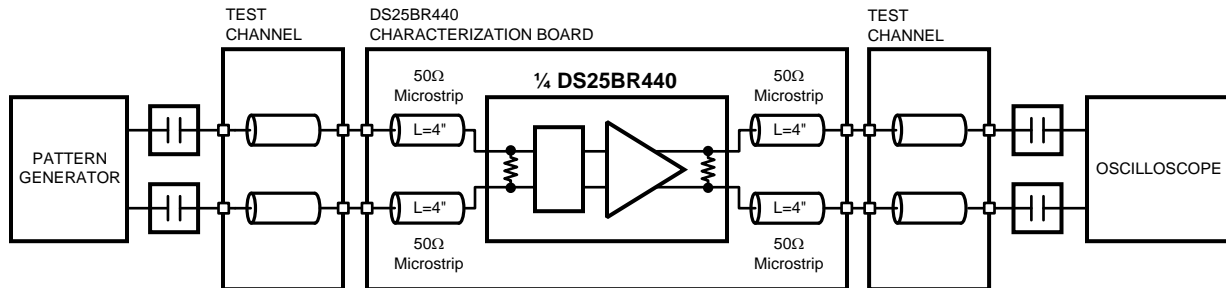 TEST
CHANNEL
DS25BR440
CHARACTERIZATION BOARD
TEST
CHANNEL
50Ω
Microstrip
¼ DS25BR440
50Ω
Microstrip
L=4"
L=4"
PATTERN
GENERATOR
OSCILLOSCOPE
L=4"
L=4"
50Ω
Microstrip
50Ω
Microstrip